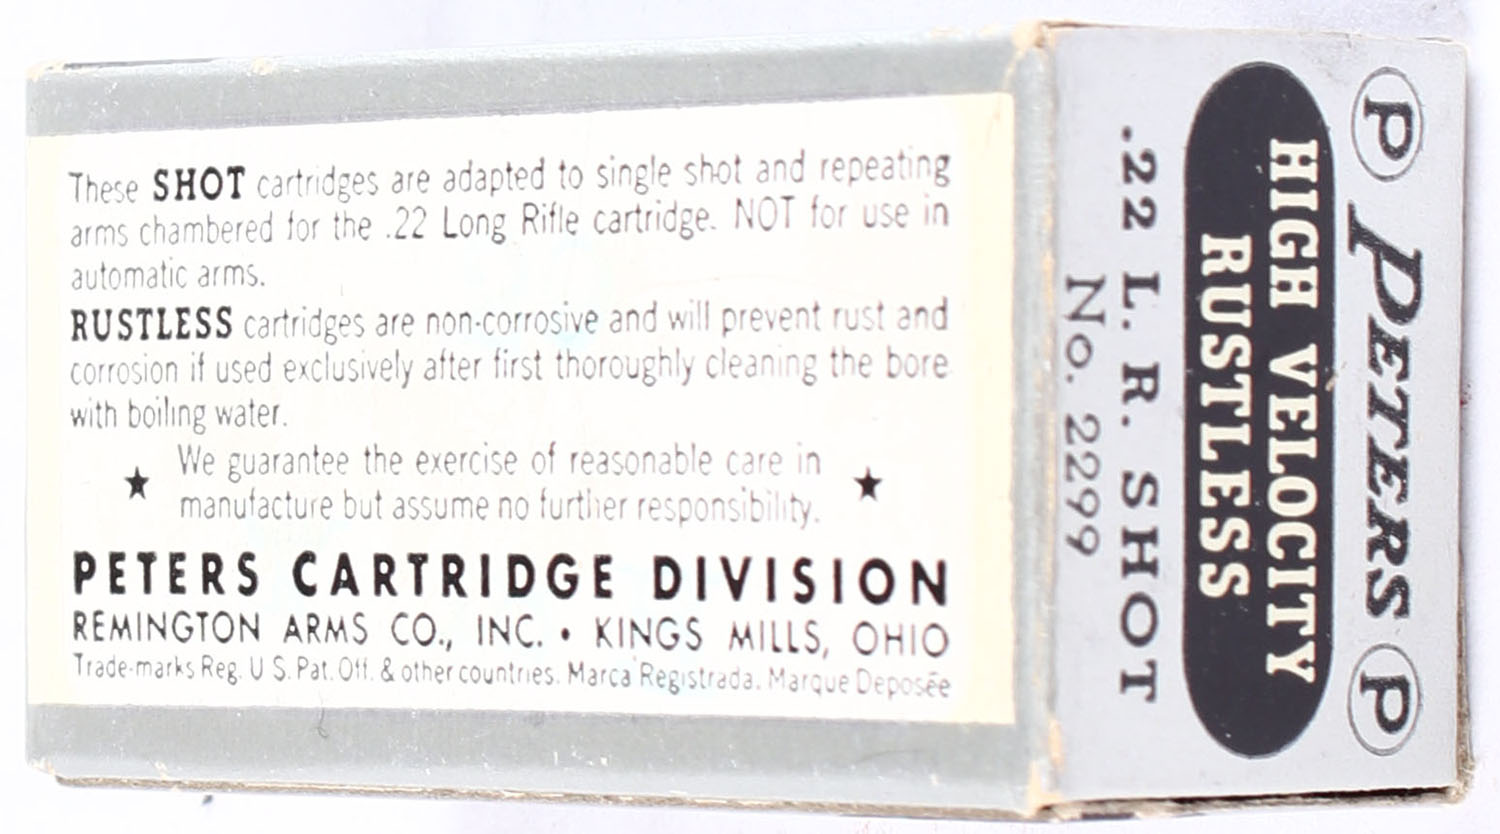 These SHOT cartridges are adapted to single shot and repeating
arms chambered for the .22 Long Rifle cartridge. NOT for use in
automatic arms.
RUSTLESS cartridges are non-corrosive and will prevent rust and
corrosion if used exclusively after first thoroughly cleaning the bore
with boiling water.
★ We guarantee the exercise of reasonable care in ★
manufacture but assume no further responsibility.
PETERS CARTRIDGE DIVISION
REMINGTON ARMS CO., INC. • KINGS MILLS, OHIO
Trade-marks Reg. U.S. Pat. Off. & other countries. Marca Registrada. Marque Deposée
P PETERS P
HIGH VELOCITY
RUSTLESS
.22 L. R. SHOT
No. 2299